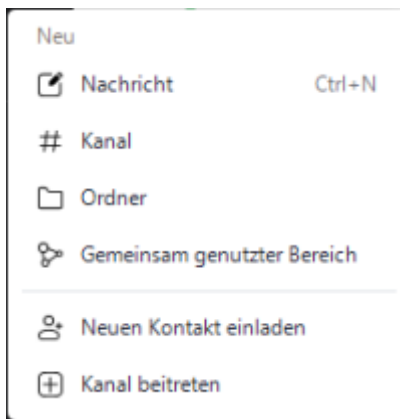 Neu
Nachricht Ctrl+N
# Kanal
Ordner
Gemeinsam genutzter Bereich
Neuen Kontakt einladen
Kanal beitreten